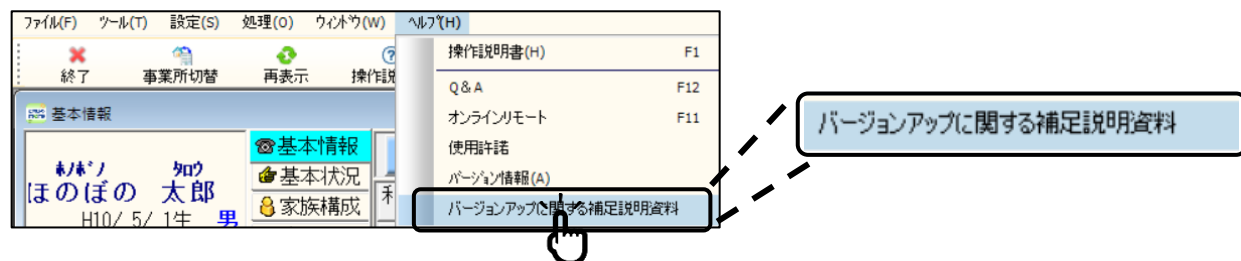 ファイル(F) ツール(T) 設定(S) 処理(O) ウィンドウ(W) ヘルプ(H)
終了 事業所切替 再表示 操作説
基本情報
ホノボノ タロウ
ほのぼの 太郎
H10/ 5/ 1生 男
基本情報
基本状況
家族構成
操作説明書(H) F1
Q&A F12
オンラインリモート F11
使用許諾
バージョン情報(A)
バージョンアップに関する補足説明資料
バージョンアップに関する補足説明資料